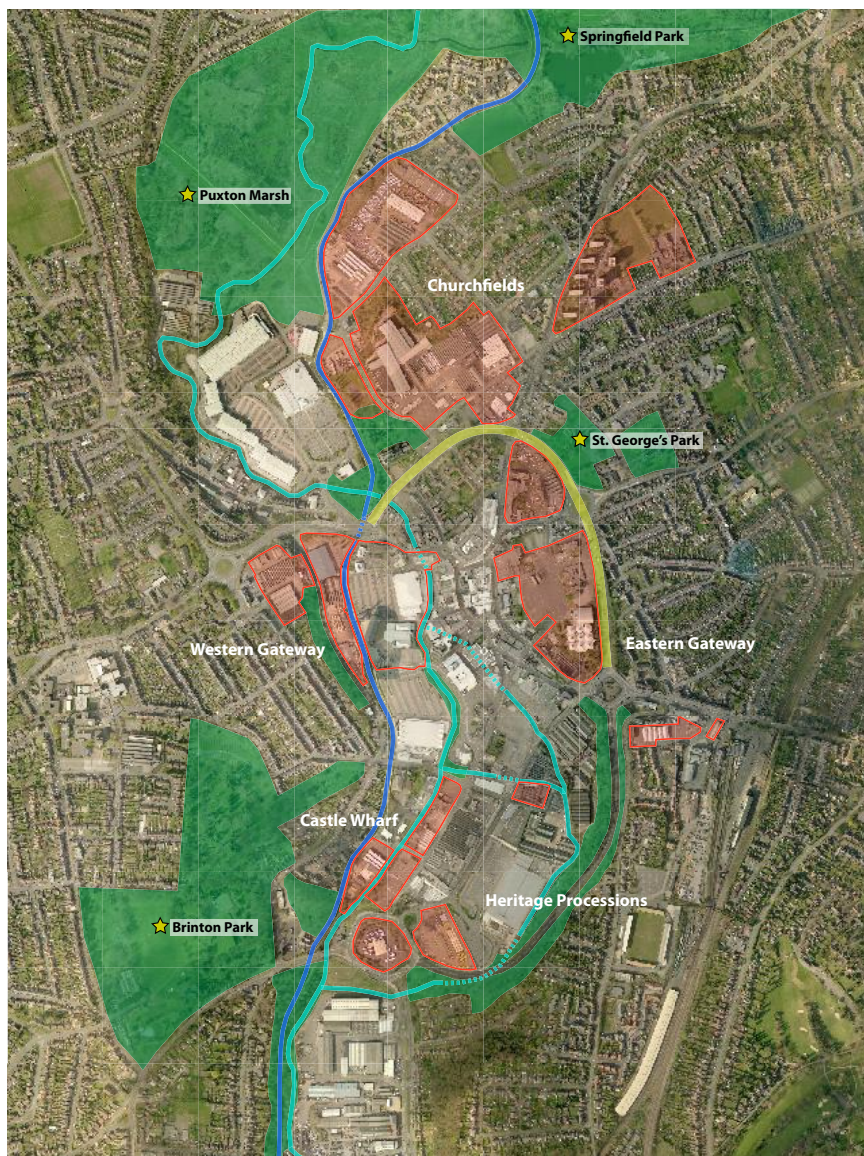 Springfield Park
Puxton Marsh
Churchfields
St. George's Park
Western Gateway
Eastern Gateway
Castle Wharf
Heritage Processions
Brinton Park